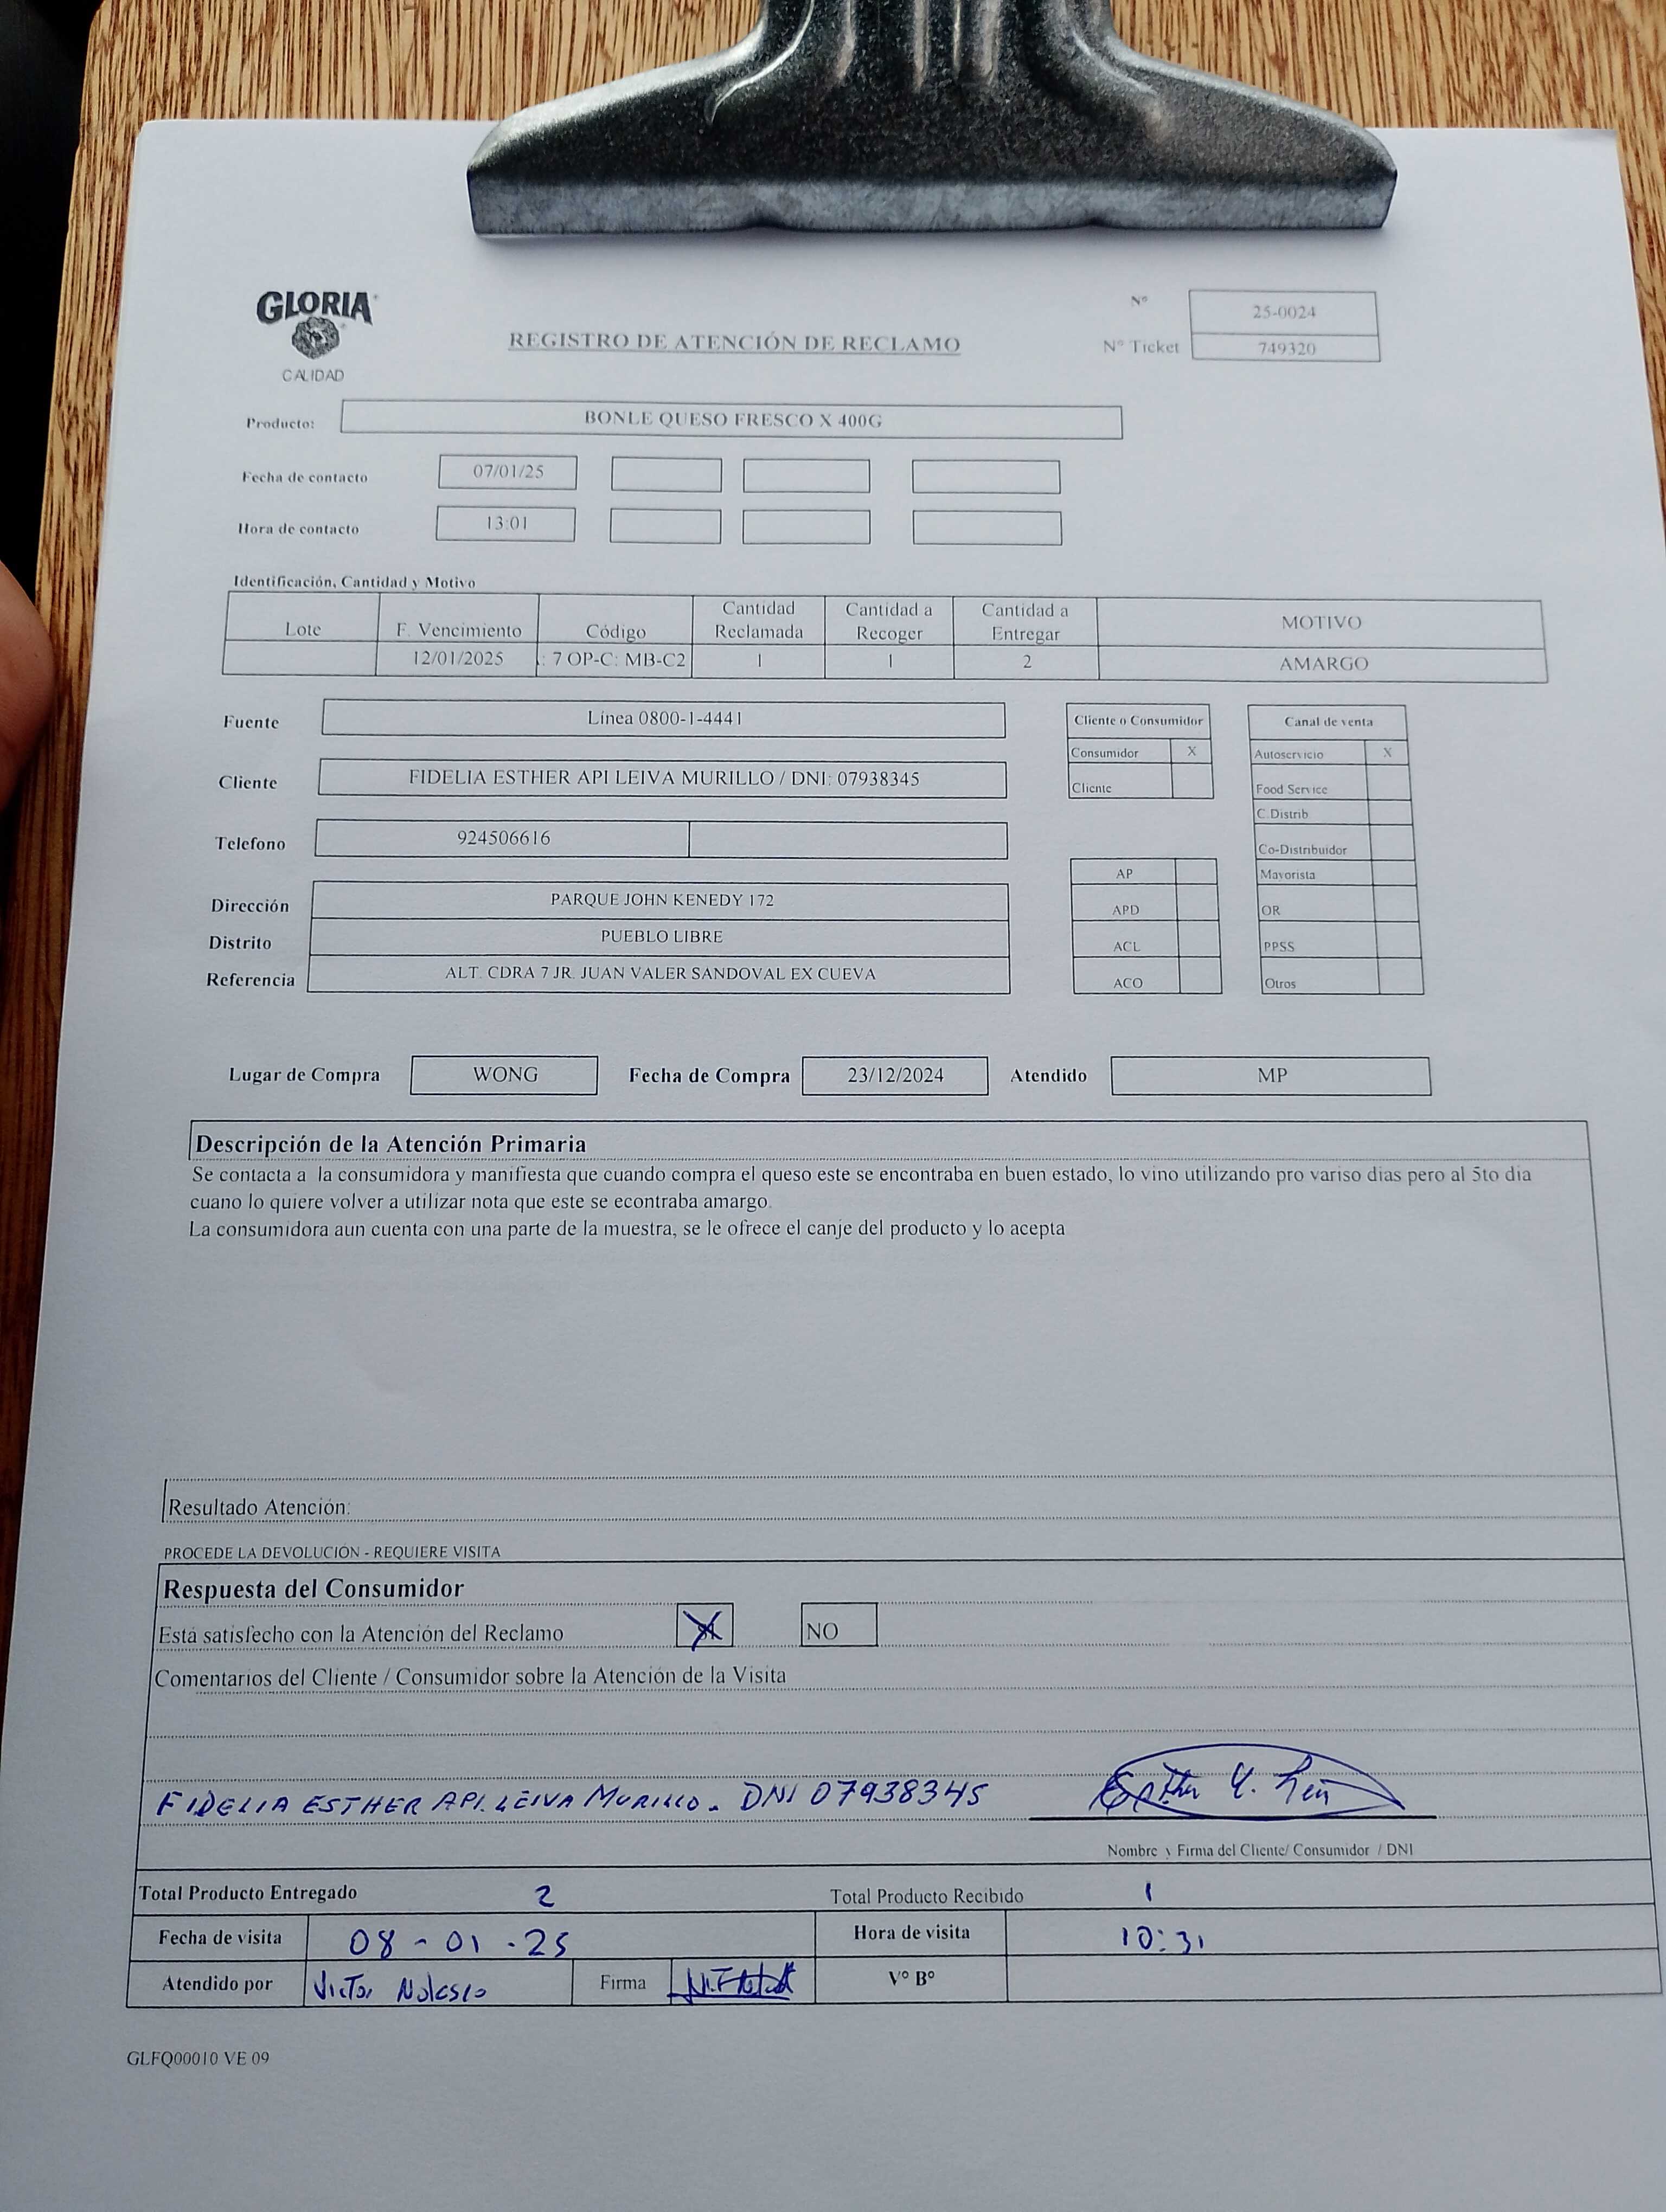 GLORIA
CALIDAD
REGISTRO DE ATENCIÓN DE RECLAMO
N° 25-0024
N° Ticket 749320
Producto: BONLE QUESO FRESCO X 400G
Fecha de contacto 07/01/25
Hora de contacto 13:01
Identificación, Cantidad y Motivo
Lote F. Vencimiento Código Cantidad Reclamada Cantidad a Recoger Cantidad a Entregar MOTIVO
12/01/2025 : 7 OP-C: MB-C2 1 1 2 AMARGO
Fuente Línea 0800-1-4441
Cliente FIDELIA ESTHER API LEIVA MURILLO / DNI: 07938345
Telefono 924506616
Dirección PARQUE JOHN KENEDY 172
Distrito PUEBLO LIBRE
Referencia ALT. CDRA 7 JR. JUAN VALER SANDOVAL EX CUEVA
Cliente o Consumidor
Consumidor X
Cliente
AP
APD
ACL
ACO
Canal de venta
Autoservicio X
Food Service
C.Distrib
Co-Distribuidor
Mayorista
OR
PPSS
Otros
Lugar de Compra WONG Fecha de Compra 23/12/2024 Atendido MP
Descripción de la Atención Primaria
Se contacta a la consumidora y manifiesta que cuando compra el queso este se encontraba en buen estado, lo vino utilizando pro variso dias pero al 5to dia
cuano lo quiere volver a utilizar nota que este se econtraba amargo.
La consumidora aun cuenta con una parte de la muestra, se le ofrece el canje del producto y lo acepta
Resultado Atención:
PROCEDE LA DEVOLUCIÓN - REQUIERE VISITA
Respuesta del Consumidor
Está satisfecho con la Atención del Reclamo X NO
Comentarios del Cliente / Consumidor sobre la Atención de la Visita
FIDELIA ESTHER API. LEIVA MURILLO. DNI 07938345
Nombre y Firma del Cliente/ Consumidor / DNI
Total Producto Entregado 2 Total Producto Recibido 1
Fecha de visita 08-01-25 Hora de visita 10:31
Atendido por Victor Nolasco Firma V° B°
GLFQ00010 VE 09